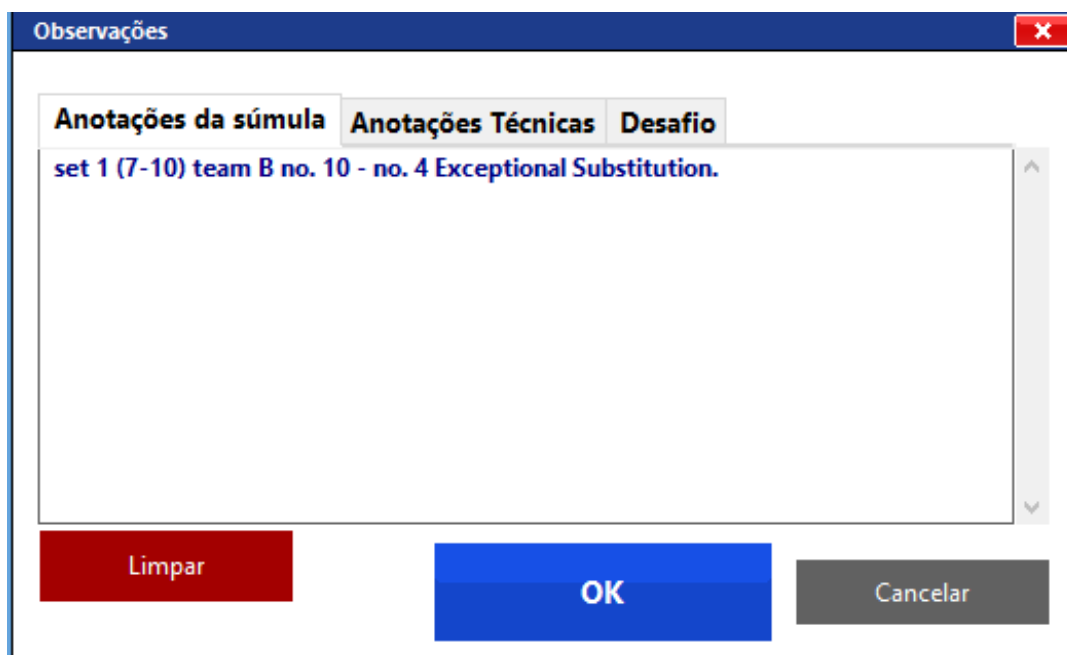 Observações
Anotações da súmula Anotações Técnicas Desafio
set 1 (7-10) team B no. 10 - no. 4 Exceptional Substitution.
Limpar
OK
Cancelar